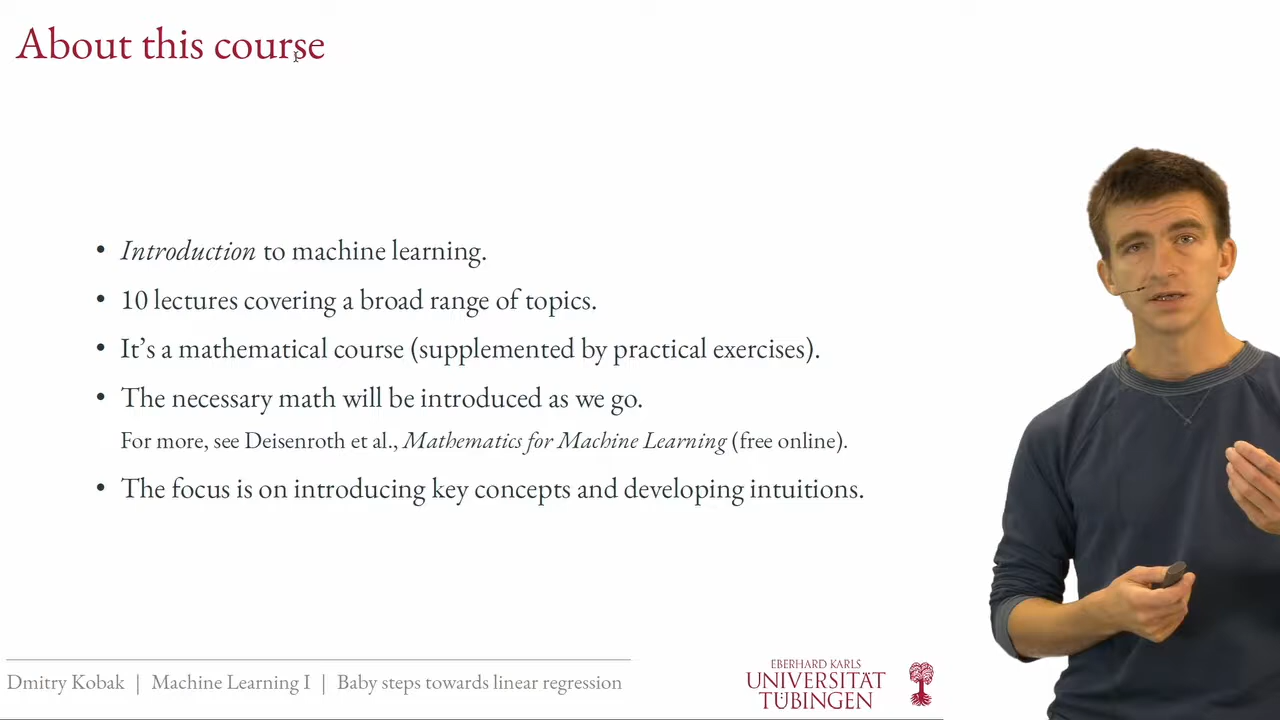 About this course
• Introduction to machine learning.
• 10 lectures covering a broad range of topics.
• It’s a mathematical course (supplemented by practical exercises).
• The necessary math will be introduced as we go.
For more, see Deisenroth et al., Mathematics for Machine Learning (free online).
• The focus is on introducing key concepts and developing intuitions.
Dmitry Kobak | Machine Learning I | Baby steps towards linear regression
EBERHARD KARLS
UNIVERSITÄT
TÜBINGEN